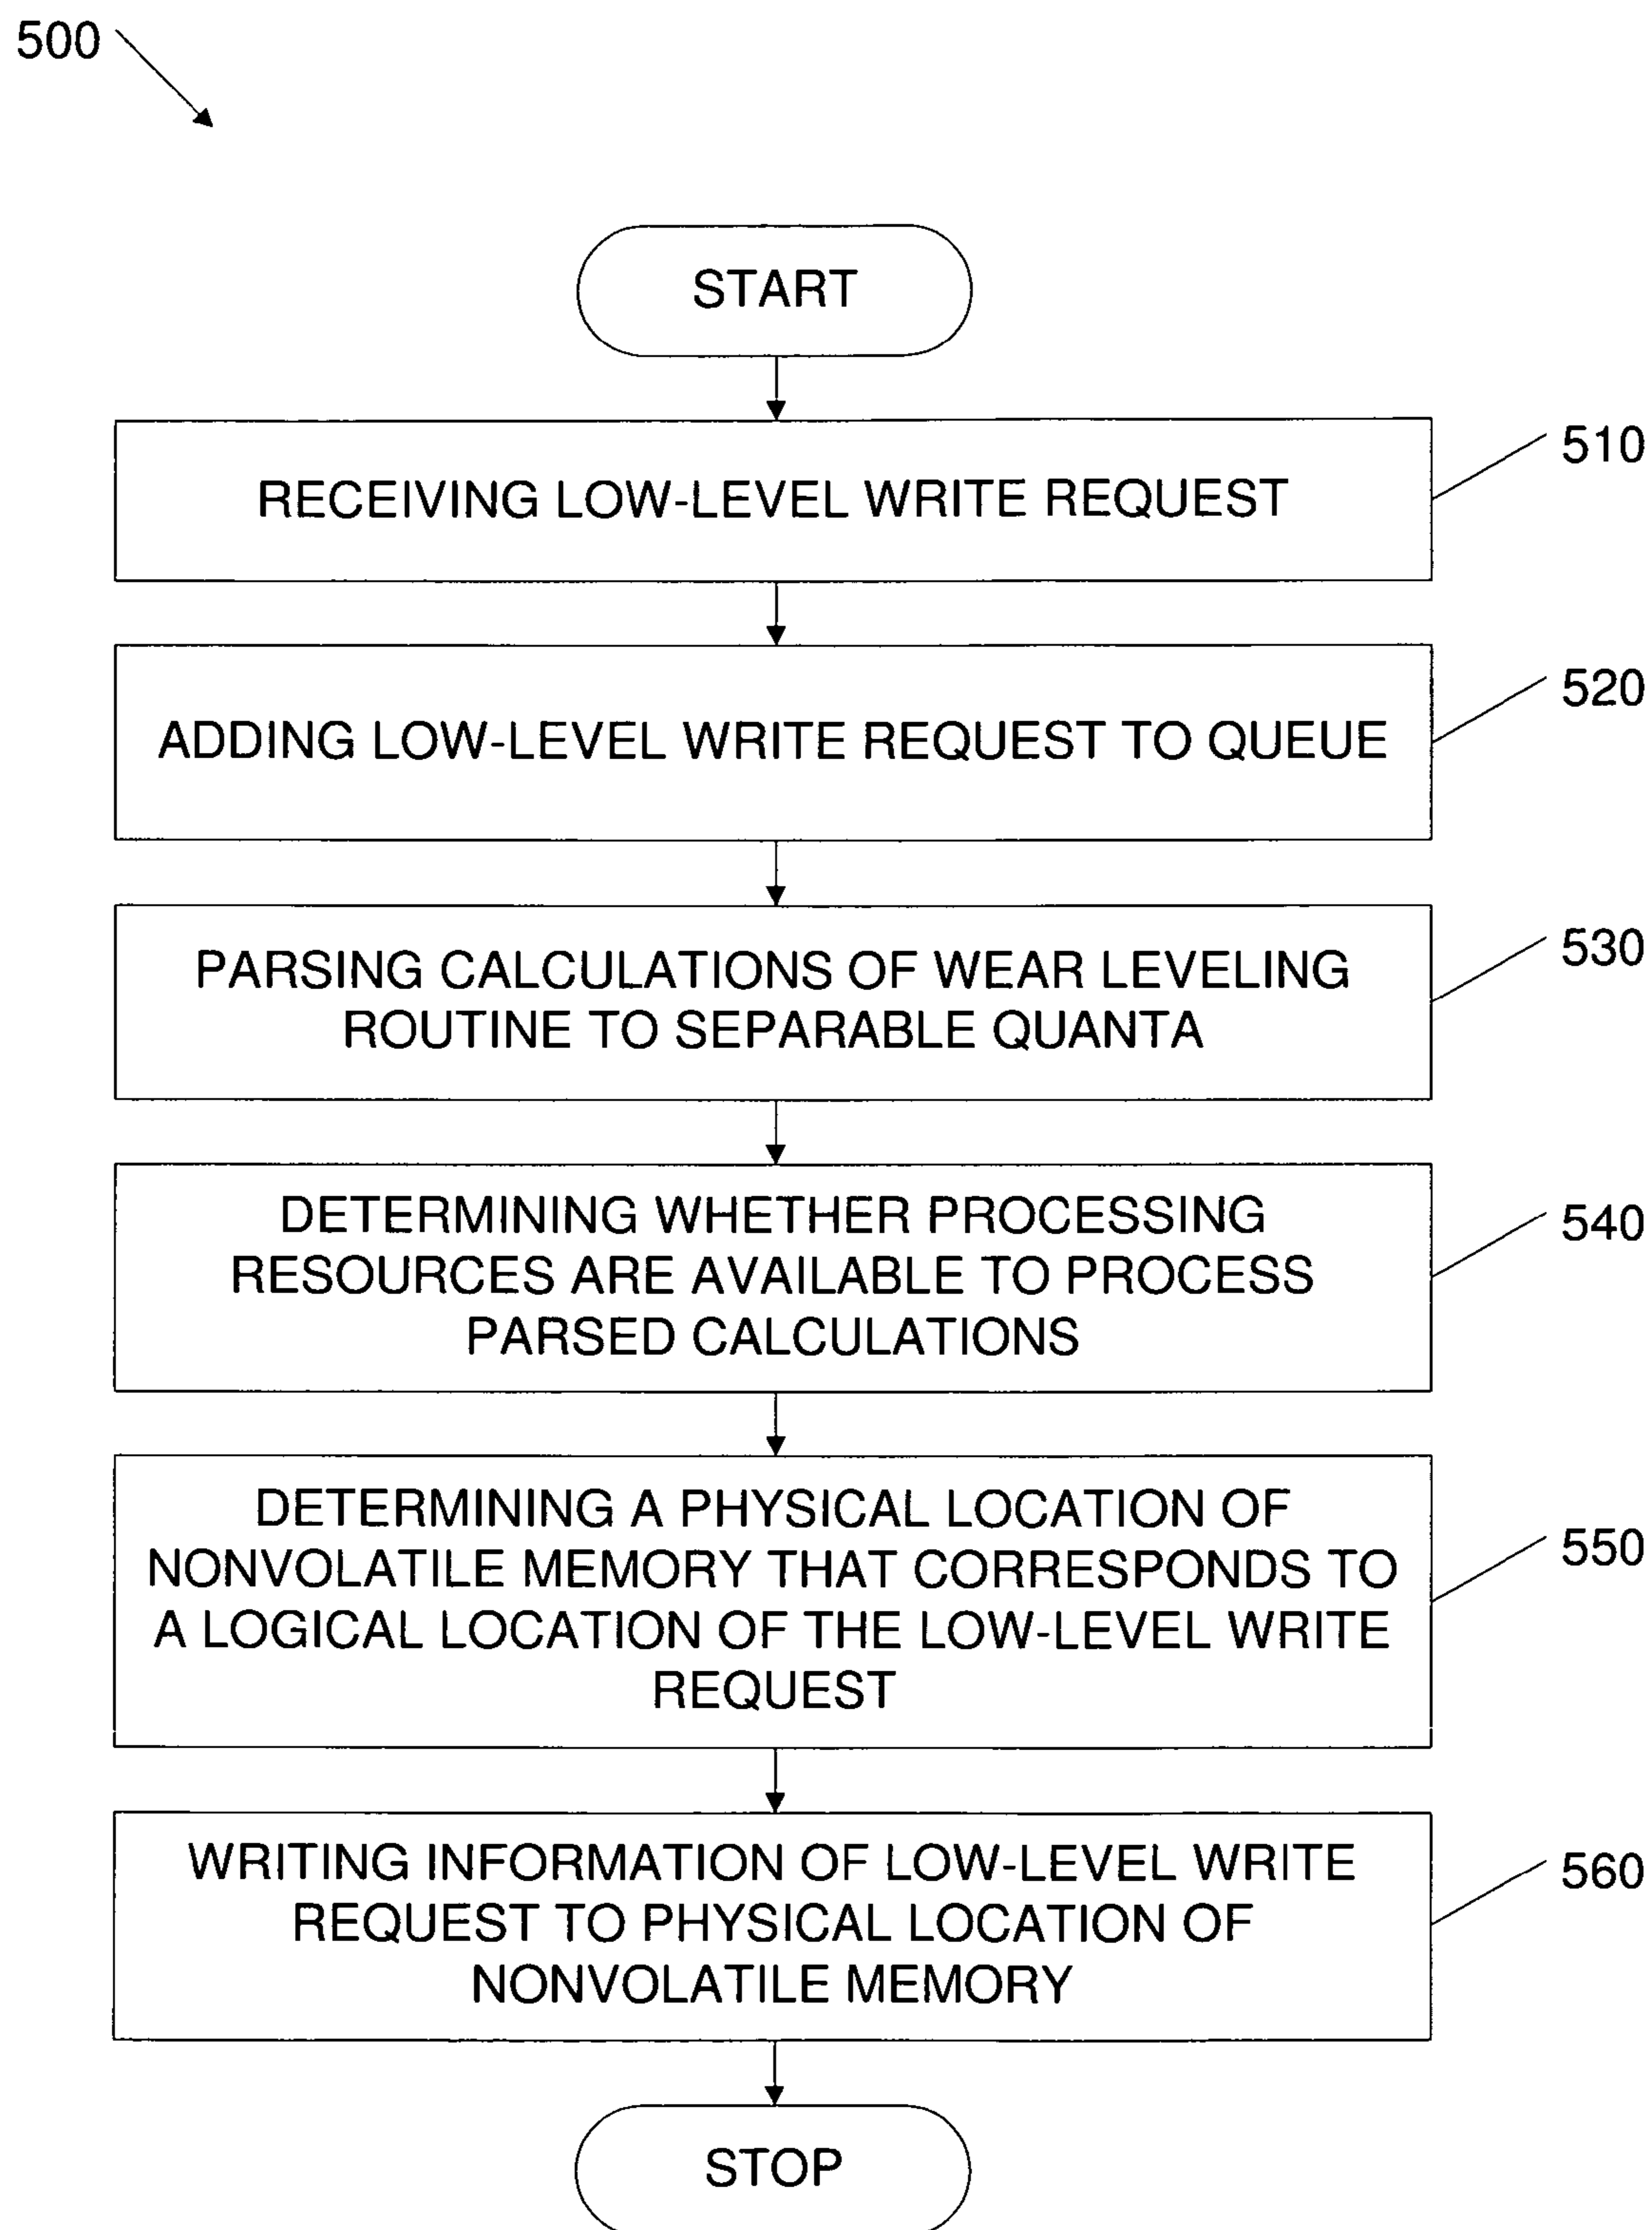 500
START
RECEIVING LOW-LEVEL WRITE REQUEST
510
ADDING LOW-LEVEL WRITE REQUEST TO QUEUE
520
PARSING CALCULATIONS OF WEAR LEVELING
ROUTINE TO SEPARABLE QUANTA
530
DETERMINING WHETHER PROCESSING
RESOURCES ARE AVAILABLE TO PROCESS
PARSED CALCULATIONS
540
DETERMINING A PHYSICAL LOCATION OF
NONVOLATILE MEMORY THAT CORRESPONDS TO
A LOGICAL LOCATION OF THE LOW-LEVEL WRITE
REQUEST
550
WRITING INFORMATION OF LOW-LEVEL WRITE
REQUEST TO PHYSICAL LOCATION OF
NONVOLATILE MEMORY
560
STOP